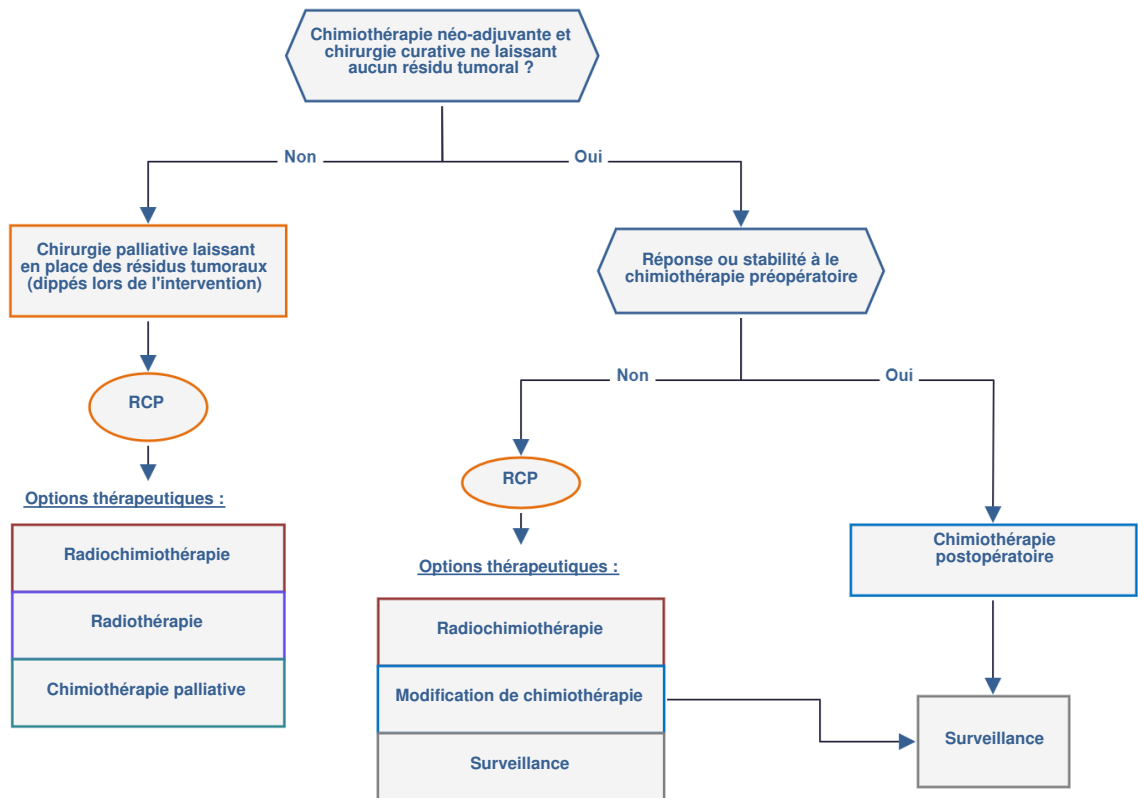 Chimiothérapie néo-adjuvante et
chirurgie curative ne laissant
aucun résidu tumoral ?
Non
Oui
Chirurgie palliative laissant
en place des résidus tumoraux
(dippés lors de l'intervention)
Réponse ou stabilité à le
chimiothérapie préopératoire
RCP
Non
Oui
Options thérapeutiques :
RCP
Radiochimiothérapie
Radiothérapie
Chimiothérapie palliative
Chimiothérapie
postopératoire
Options thérapeutiques :
Radiochimiothérapie
Modification de chimiothérapie
Surveillance
Surveillance